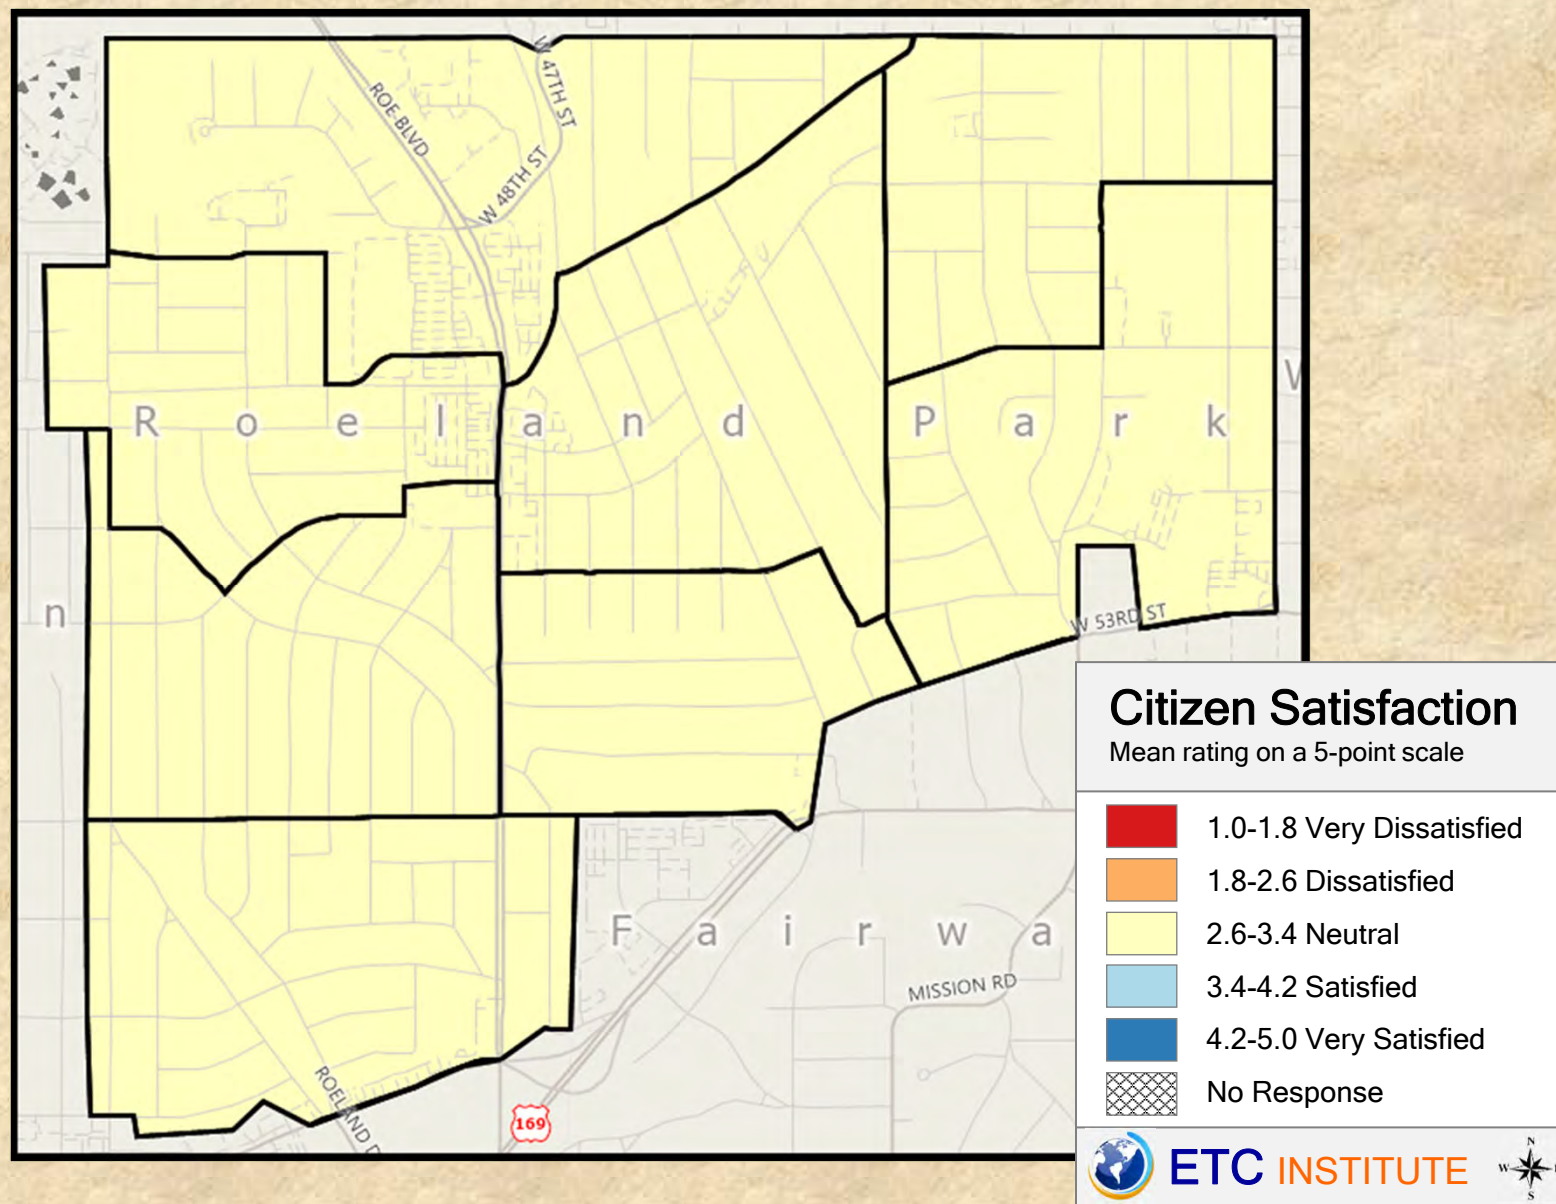 W 47TH ST
ROE BLVD
W 48TH ST
R o e l a n d P a r k
W
n
W 53RD ST
Citizen Satisfaction
Mean rating on a 5-point scale
1.0-1.8 Very Dissatisfied
1.8-2.6 Dissatisfied
2.6-3.4 Neutral
3.4-4.2 Satisfied
4.2-5.0 Very Satisfied
No Response
F a i r w a
MISSION RD
ROELAND D
169
ETC INSTITUTE
N
W
S